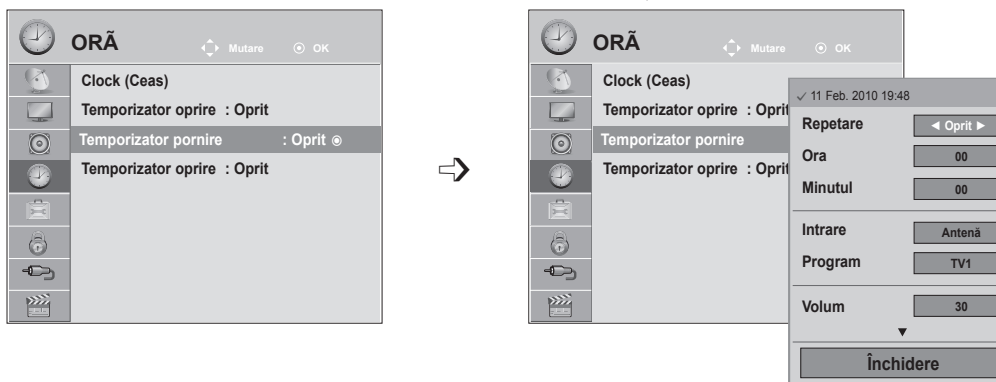 ORÃ
Mutare OK
Clock (Ceas)
Temporizator oprire : Oprit
Temporizator pornire : Oprit
Temporizator oprire : Oprit
ORÃ
Mutare OK
Clock (Ceas)
Temporizator oprire : Oprit
Temporizator pornire
Temporizator oprire : Oprit
✓ 11 Feb. 2010 19:48
Repetare ◄ Oprit ►
Ora 00
Minutul 00
Intrare Antenă
Program TV1
Volum 30
▼
Închidere